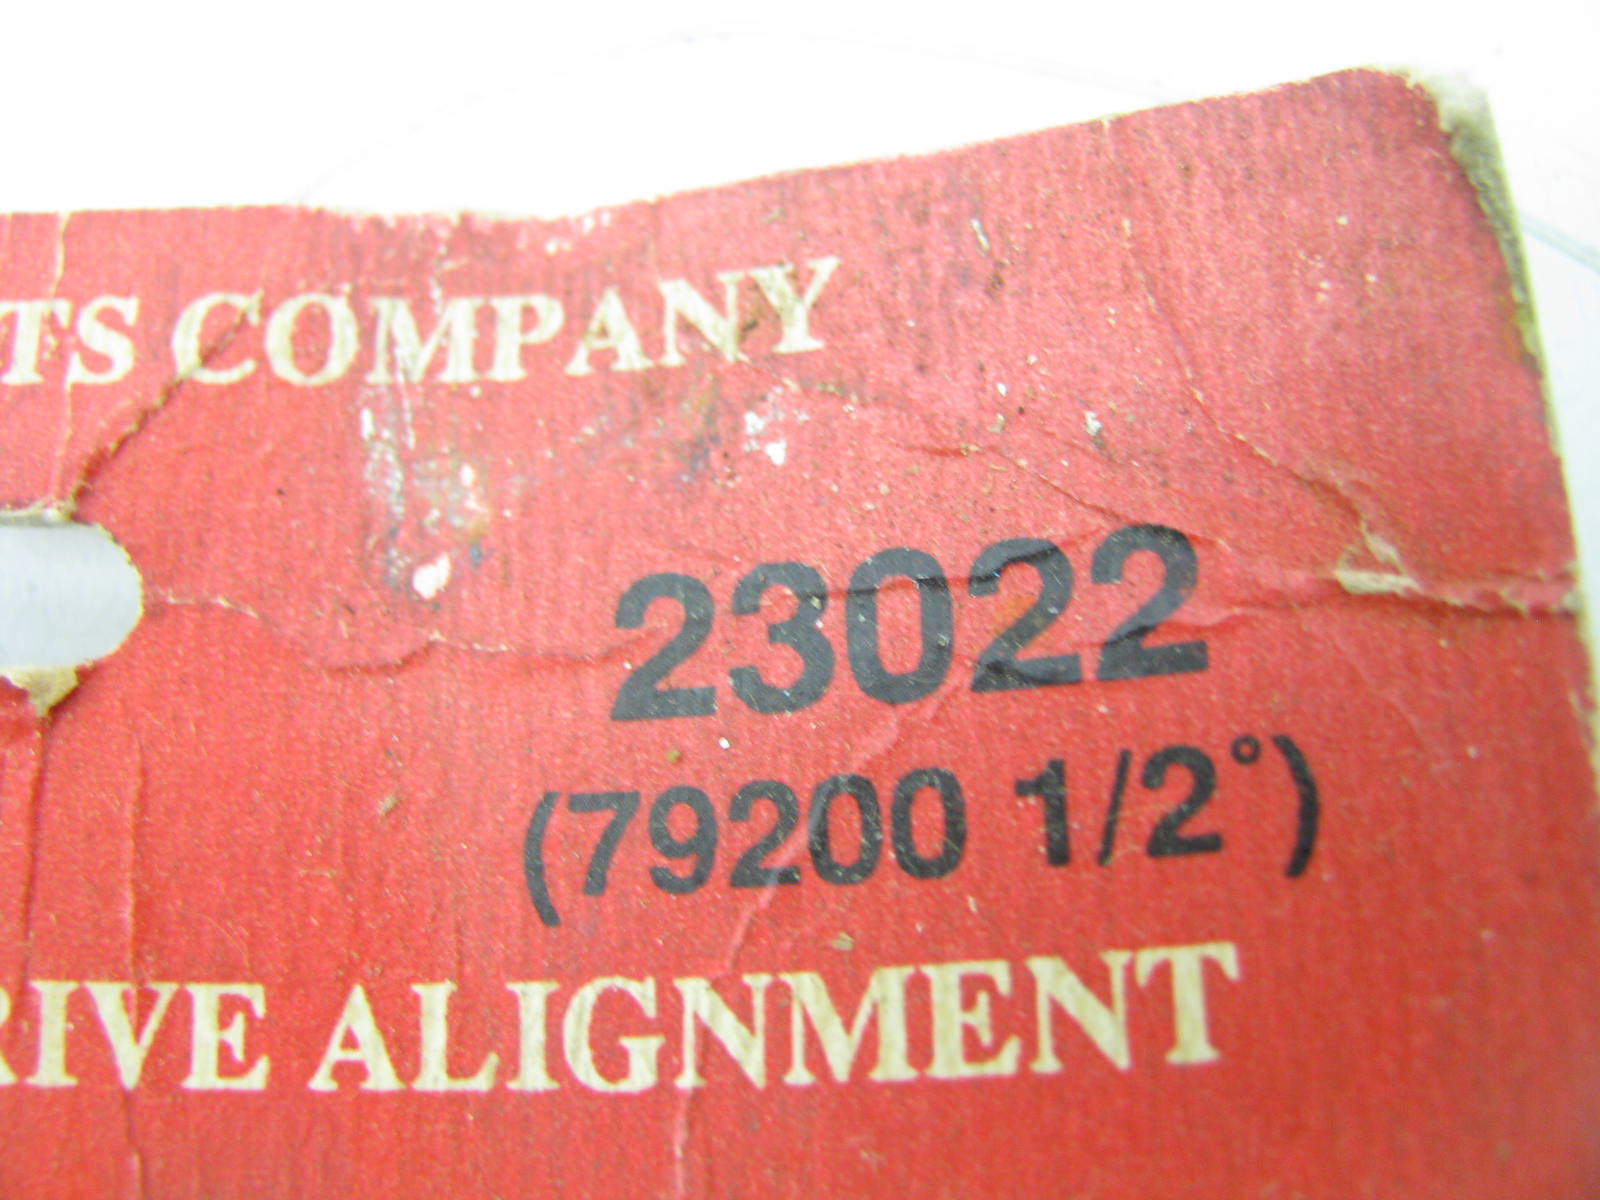 TS COMPANY
23022
(79200 1/2°)
RIVE ALIGNMENT